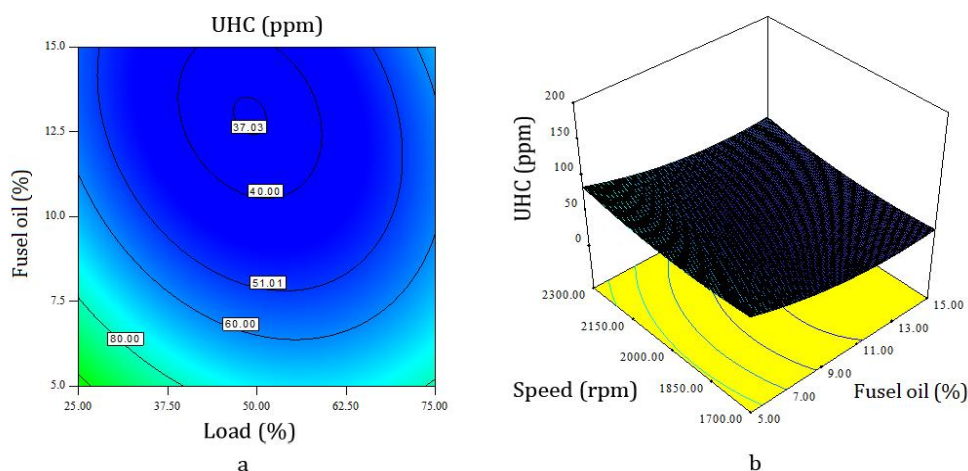 UHC (ppm)
15.0
12.5
10.0
7.5
5.0
Fusel oil (%)
37.03
40.00
51.01
60.00
80.00
25.00 37.50 50.00 62.50 75.00
Load (%)
a
200
150
100
50
0
UHC (ppm)
2300.00
2150.00
2000.00
1850.00
1700.00
Speed (rpm)
15.00
13.00
11.00
9.00
7.00
5.00
Fusel oil (%)
b